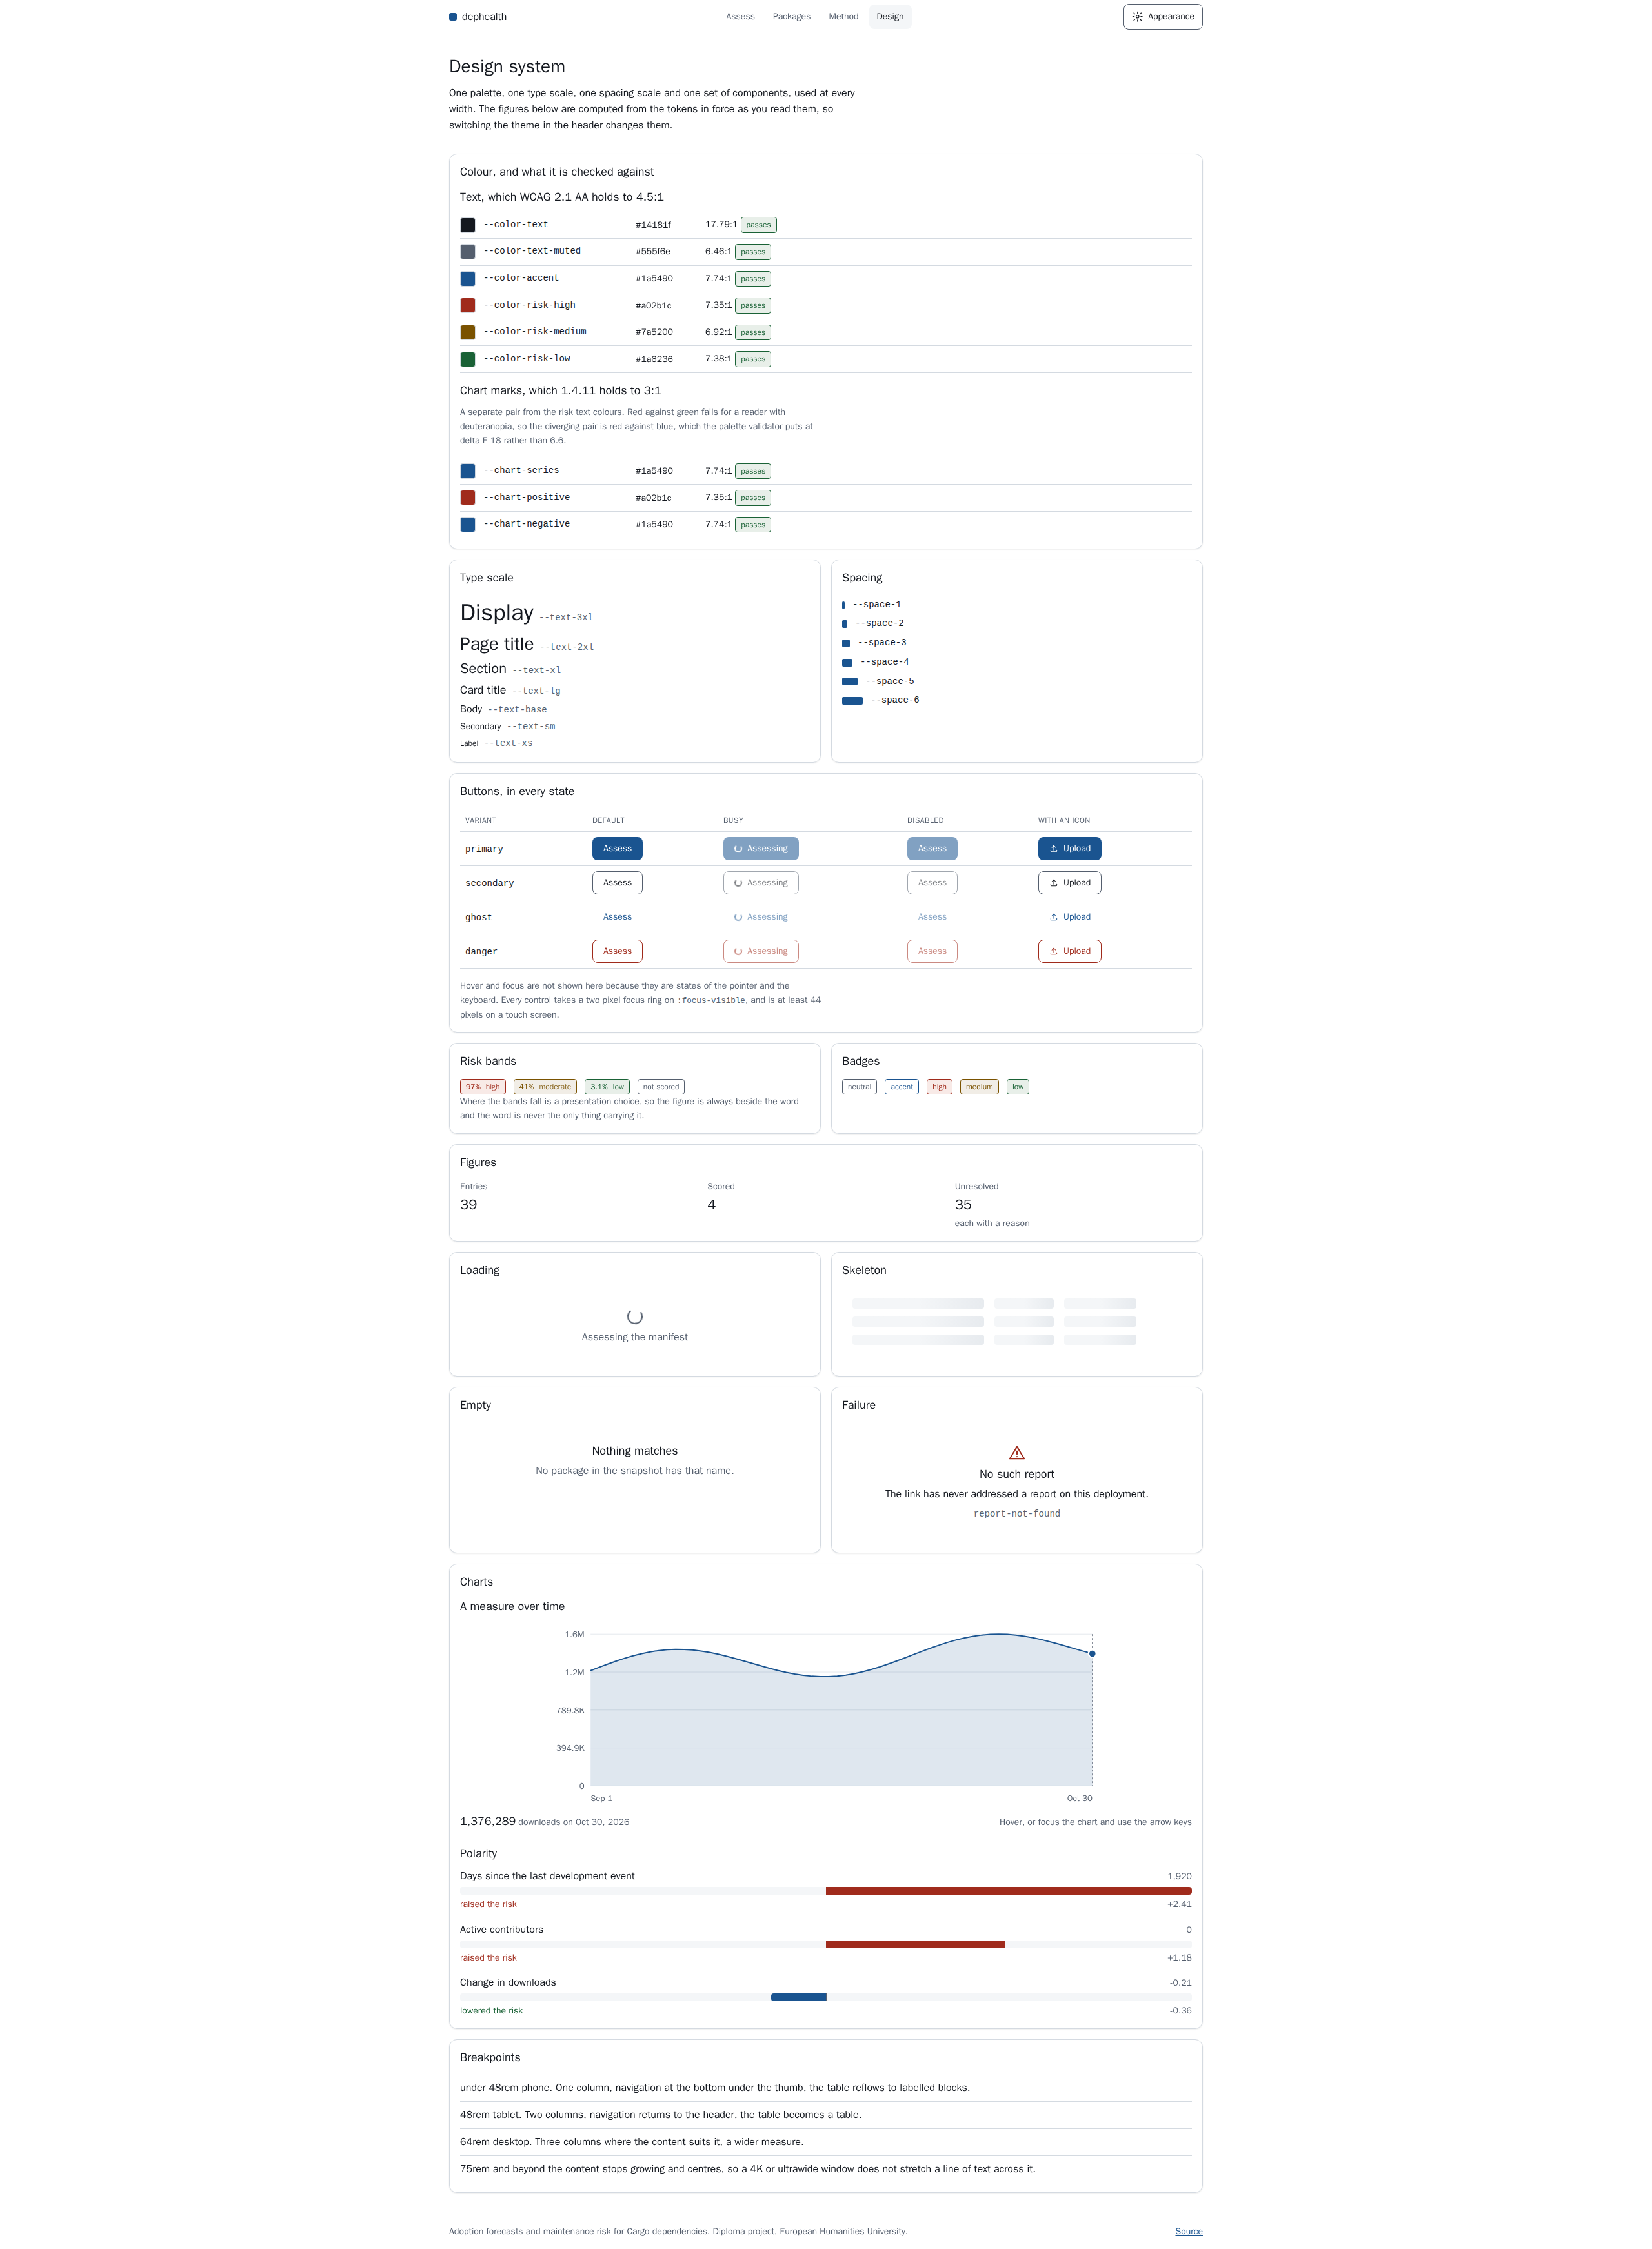 dephealth
Assess Packages Method Design
Appearance
Design system
One palette, one type scale, one spacing scale and one set of components, used at every
width. The figures below are computed from the tokens in force as you read them, so
switching the theme in the header changes them.
Colour, and what it is checked against
Text, which WCAG 2.1 AA holds to 4.5:1
--color-text #14181f 17.79:1 passes
--color-text-muted #555f6e 6.46:1 passes
--color-accent #1a5490 7.74:1 passes
--color-risk-high #a02b1c 7.35:1 passes
--color-risk-medium #7a5200 6.92:1 passes
--color-risk-low #1a6236 7.38:1 passes
Chart marks, which 1.4.11 holds to 3:1
A separate pair from the risk text colours. Red against green fails for a reader with
deuteranopia, so the diverging pair is red against blue, which the palette validator puts at
delta E 18 rather than 6.6.
--chart-series #1a5490 7.74:1 passes
--chart-positive #a02b1c 7.35:1 passes
--chart-negative #1a5490 7.74:1 passes
Type scale
Display --text-3xl
Page title --text-2xl
Section --text-xl
Card title --text-lg
Body --text-base
Secondary --text-sm
Label --text-xs
Spacing
--space-1
--space-2
--space-3
--space-4
--space-5
--space-6
Buttons, in every state
VARIANT DEFAULT BUSY DISABLED WITH AN ICON
primary Assess Assessing Assess Upload
secondary Assess Assessing Assess Upload
ghost Assess Assessing Assess Upload
danger Assess Assessing Assess Upload
Hover and focus are not shown here because they are states of the pointer and the
keyboard. Every control takes a two pixel focus ring on :focus-visible, and is at least 44
pixels on a touch screen.
Risk bands
97% high 41% moderate 3.1% low not scored
Where the bands fall is a presentation choice, so the figure is always beside the word
and the word is never the only thing carrying it.
Badges
neutral accent high medium low
Figures
Entries Scored Unresolved
39 4 35
each with a reason
Loading
Assessing the manifest
Skeleton
Empty
Nothing matches
No package in the snapshot has that name.
Failure
No such report
The link has never addressed a report on this deployment.
report-not-found
Charts
A measure over time
1.6M
1.2M
789.8K
394.9K
0
Sep 1 Oct 30
1,376,289 downloads on Oct 30, 2026 Hover, or focus the chart and use the arrow keys
Polarity
Days since the last development event 1,920
raised the risk +2.41
Active contributors 0
raised the risk +1.18
Change in downloads -0.21
lowered the risk -0.36
Breakpoints
under 48rem phone. One column, navigation at the bottom under the thumb, the table reflows to labelled blocks.
48rem tablet. Two columns, navigation returns to the header, the table becomes a table.
64rem desktop. Three columns where the content suits it, a wider measure.
75rem and beyond the content stops growing and centres, so a 4K or ultrawide window does not stretch a line of text across it.
Adoption forecasts and maintenance risk for Cargo dependencies. Diploma project, European Humanities University. Source